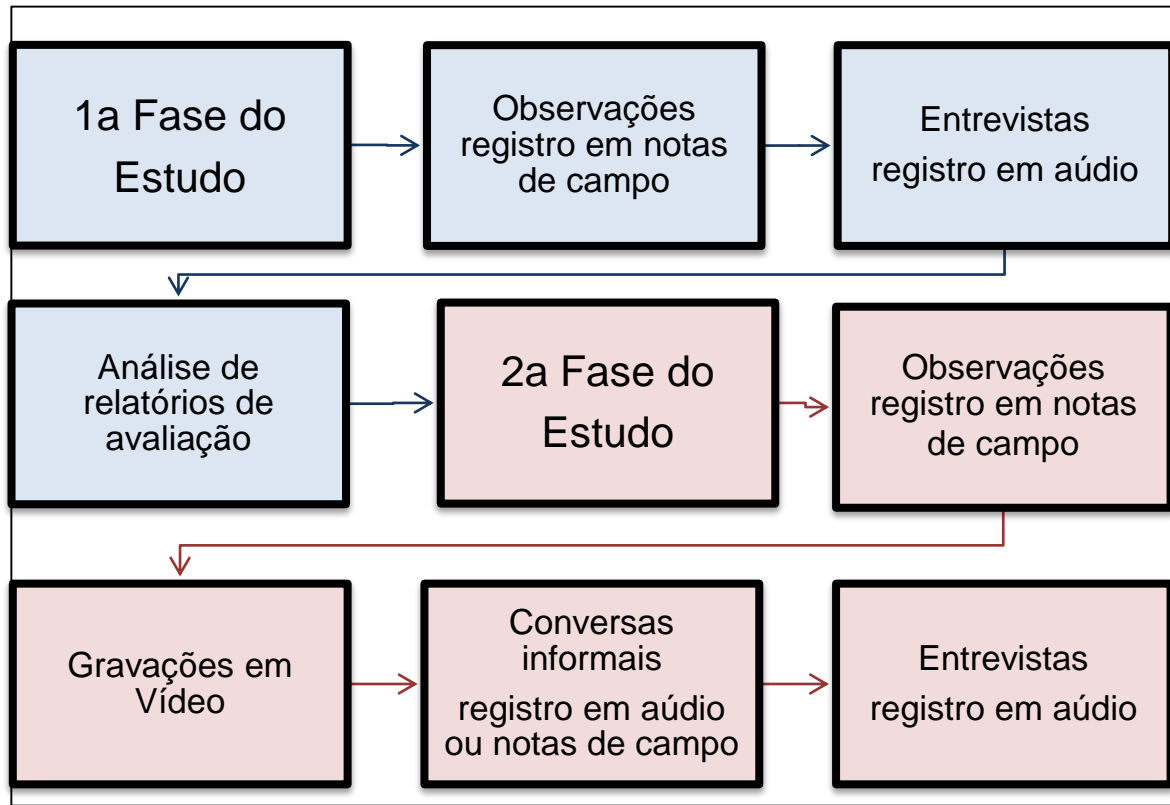 1a Fase do
Estudo
Observações
registro em notas
de campo
Entrevistas
registro em aúdio
Análise de
relatórios de
avaliação
2a Fase do
Estudo
Observações
registro em notas
de campo
Gravações em
Vídeo
Conversas
informais
registro em aúdio
ou notas de campo
Entrevistas
registro em aúdio